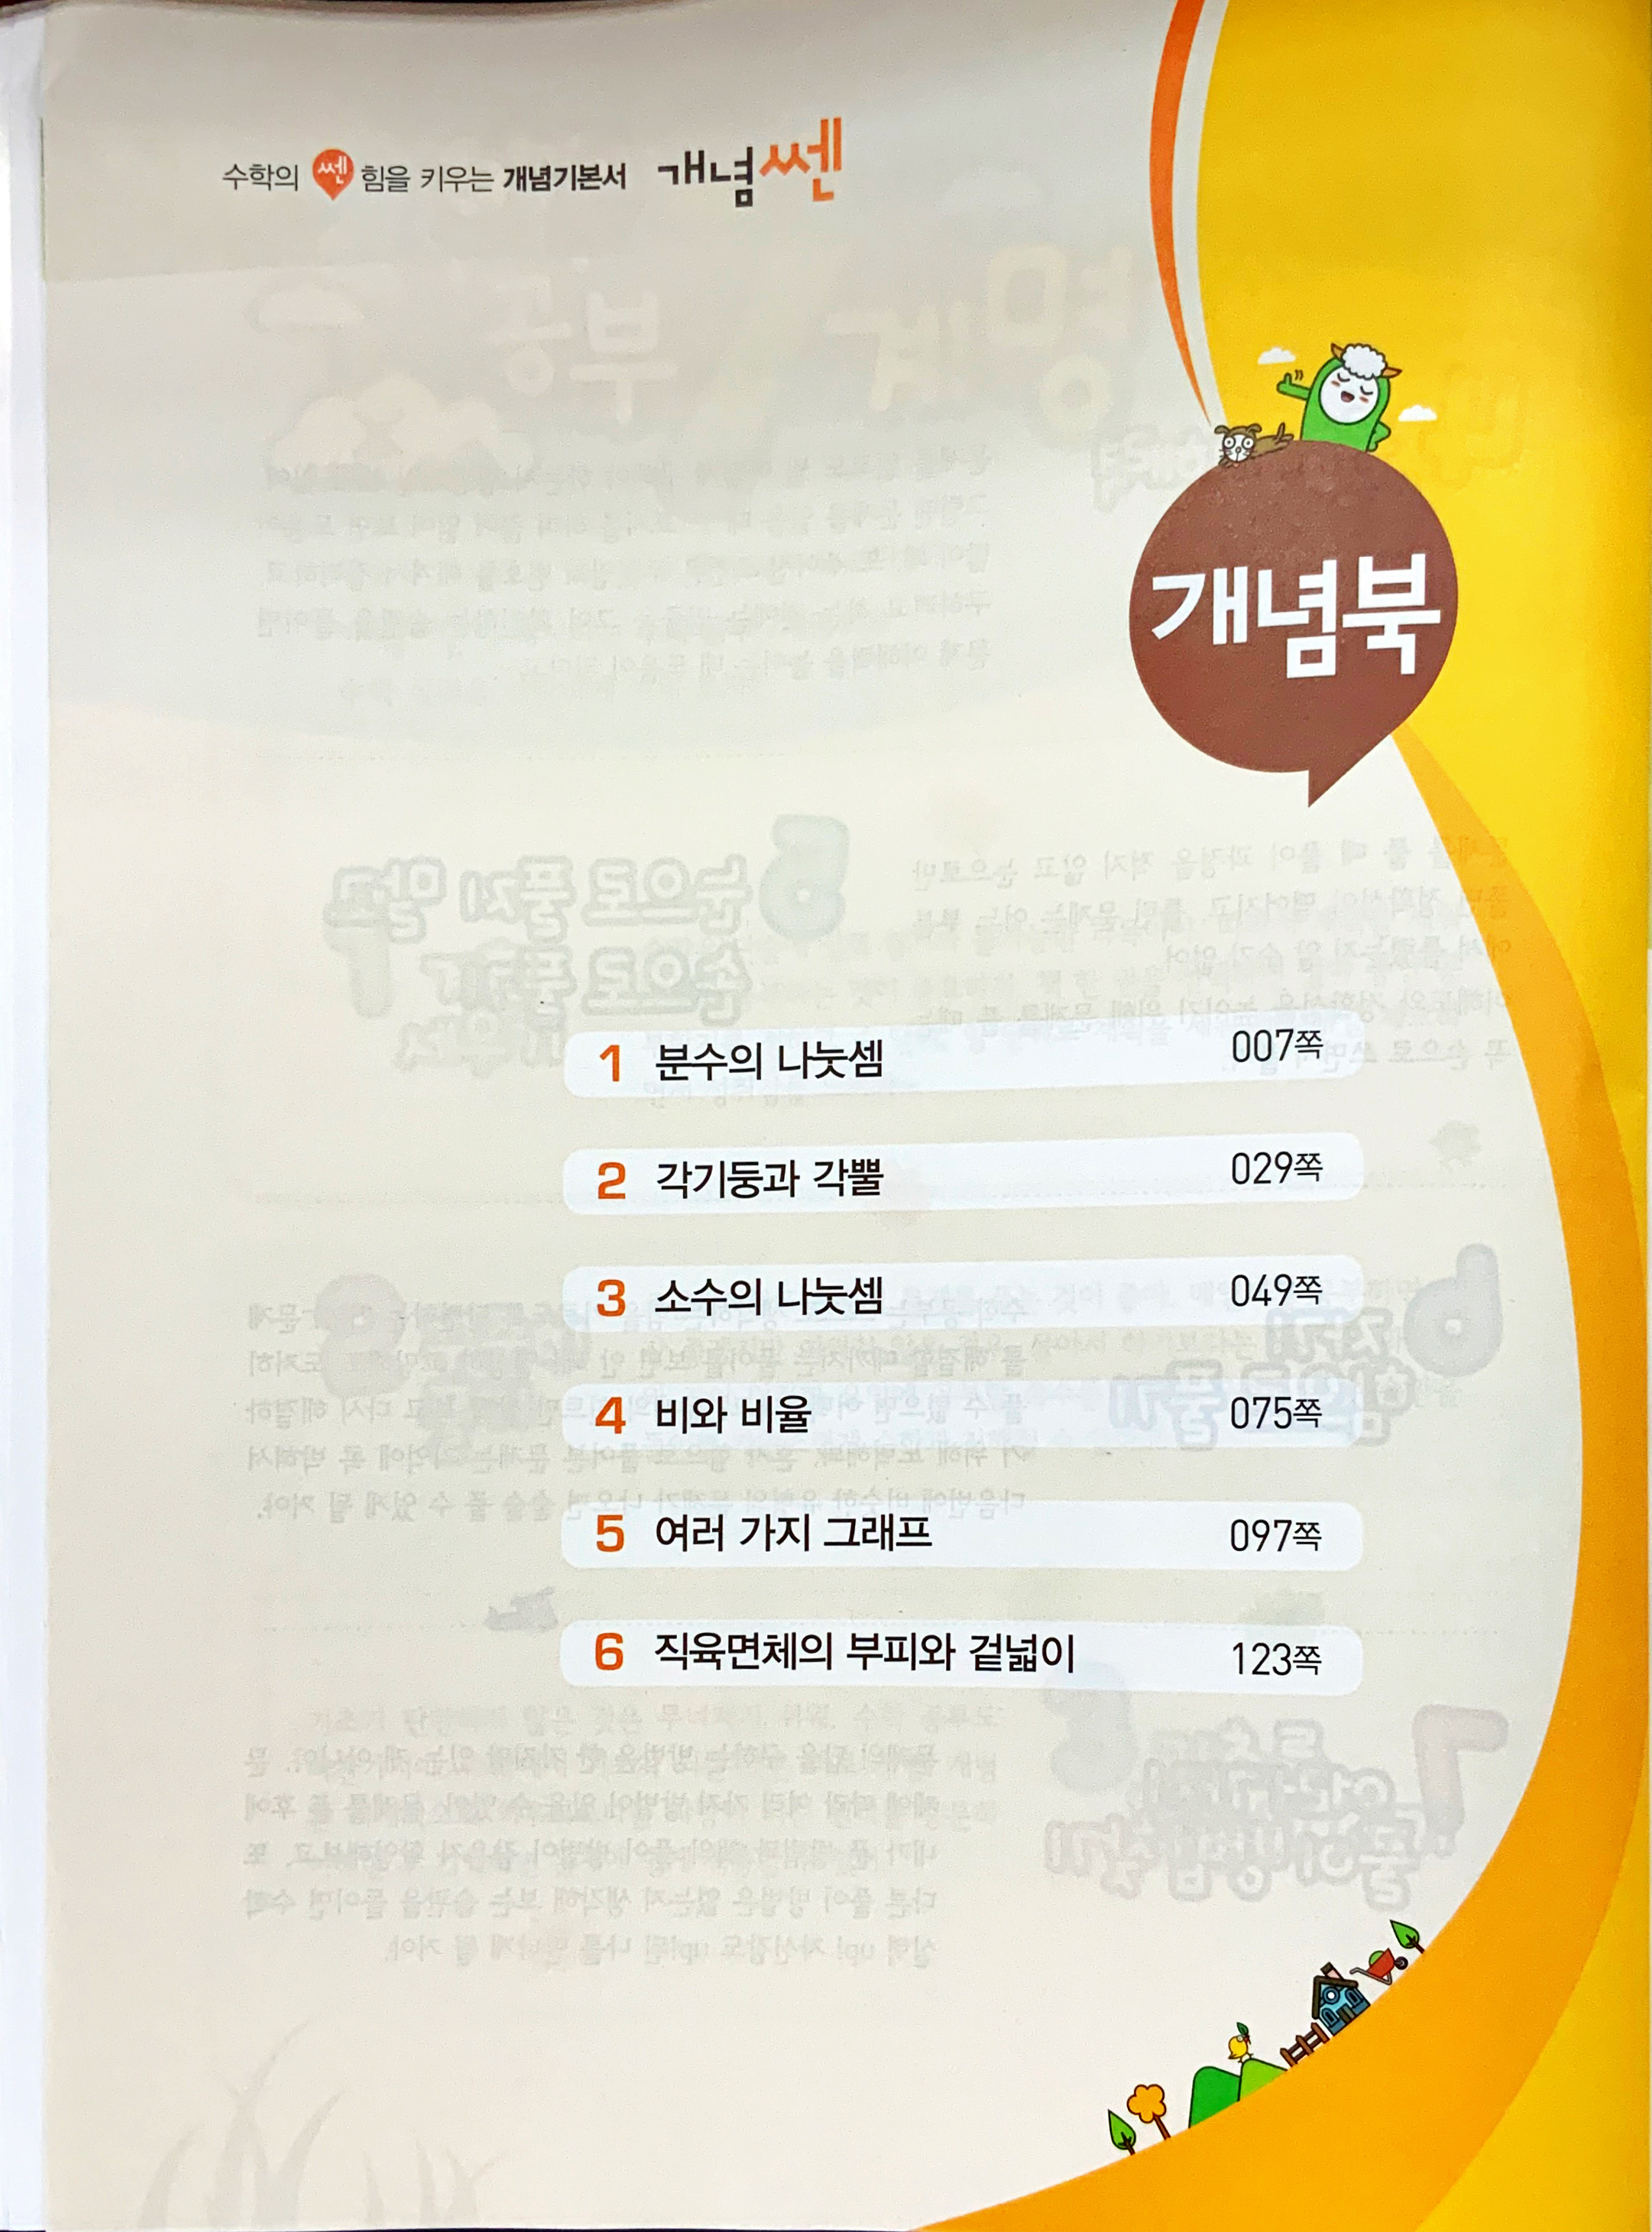 수학의 쎈 힘을 키우는 개념기본서 개념쎈
개념북
1 분수의 나눗셈 007쪽
2 각기둥과 각뿔 029쪽
3 소수의 나눗셈 049쪽
4 비와 비율 075쪽
5 여러 가지 그래프 097쪽
6 직육면체의 부피와 겉넓이 123쪽